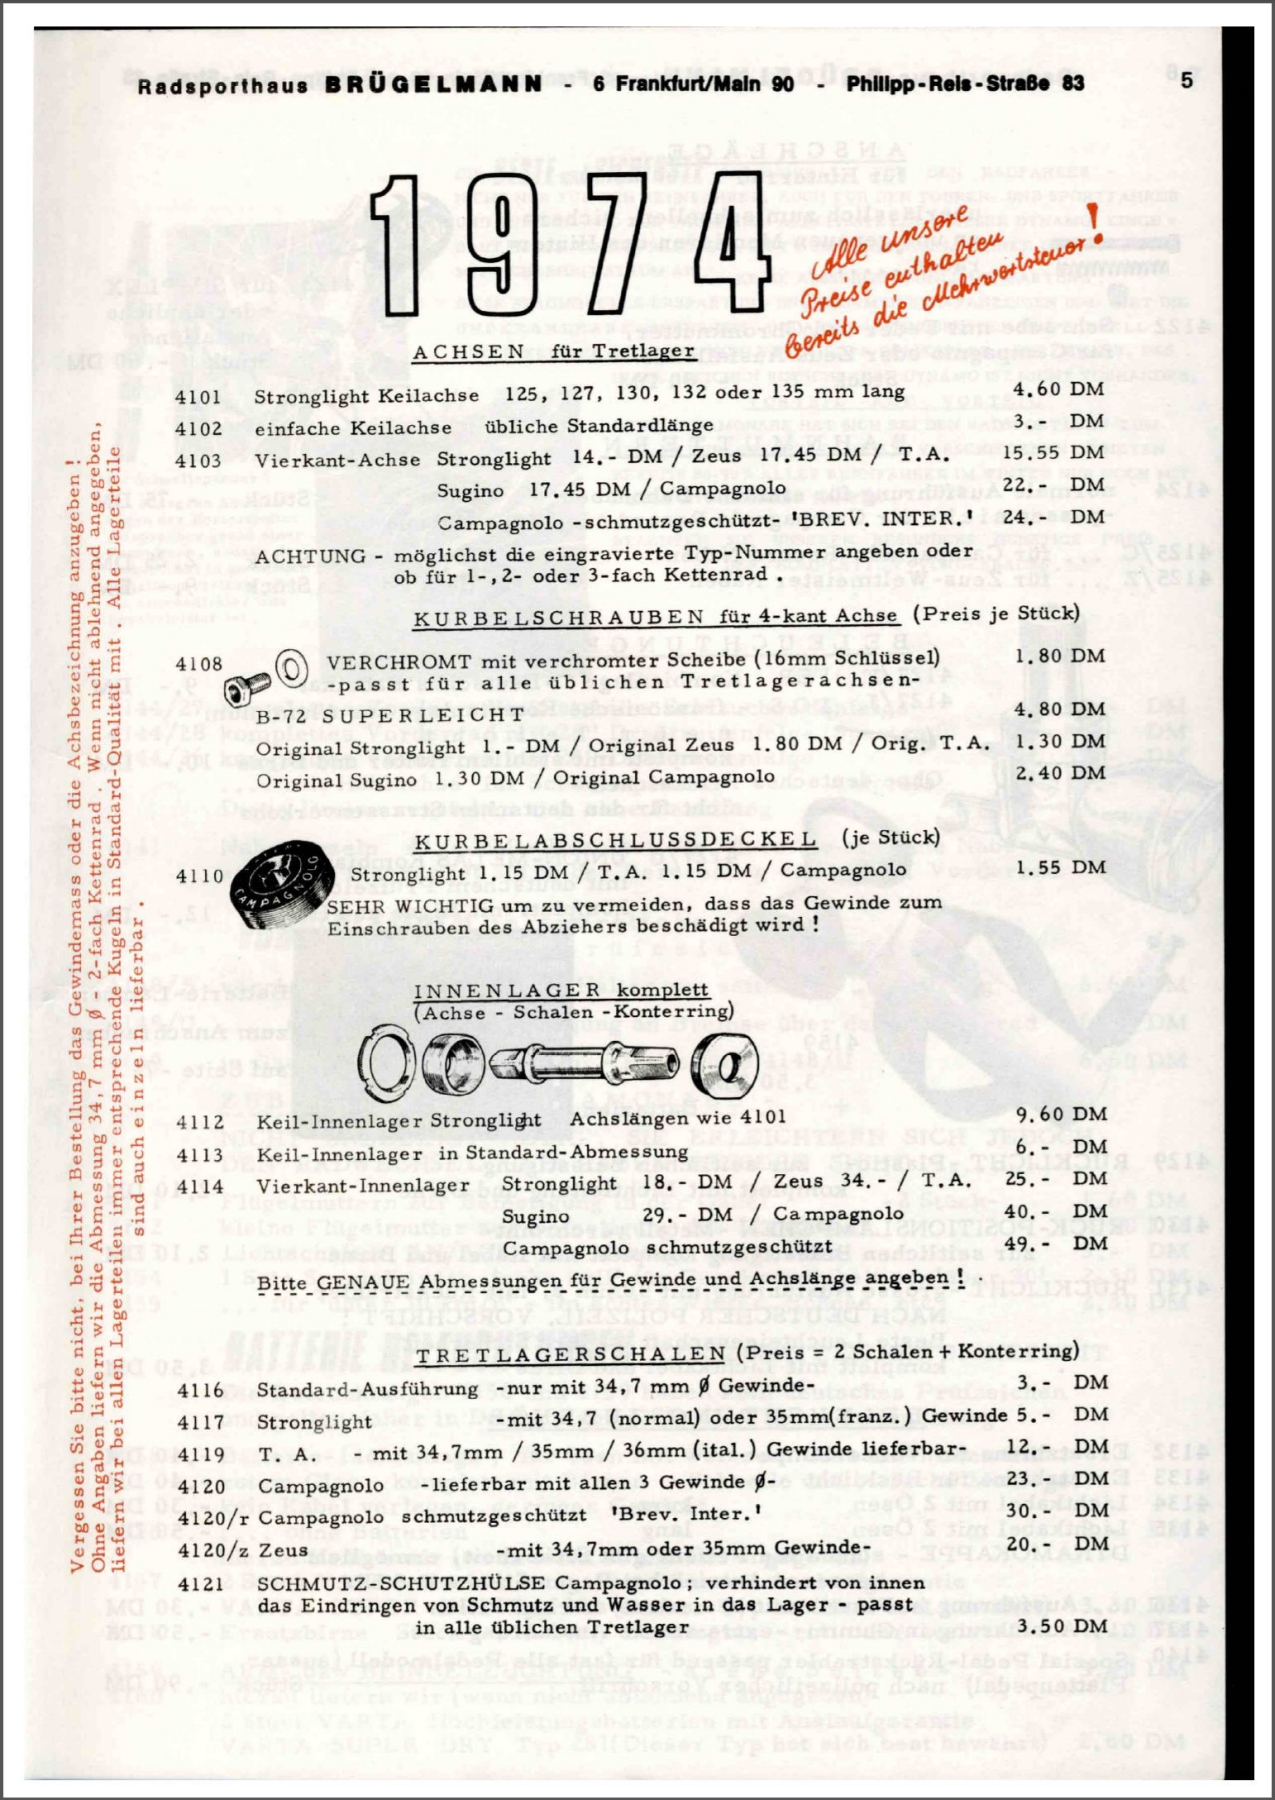 Radsporthaus BRÜGELMANN - 6 Frankfurt/Main 90 - Philipp-Reis-Straße 83 5
1974
Alle unsere
Preise enthalten
bereits die Mehrwertsteuer!
ACHSEN für Tretlager
4101 Stronglight Keilachse 125, 127, 130, 132 oder 135 mm lang 4.60 DM
4102 einfache Keilachse übliche Standardlänge 3.- DM
4103 Vierkant-Achse Stronglight 14.- DM / Zeus 17.45 DM / T.A. 15.55 DM
Sugino 17.45 DM / Campagnolo 22.- DM
Campagnolo -schmutzgeschützt- 'BREV. INTER.' 24.- DM
ACHTUNG - möglichst die eingravierte Typ-Nummer angeben oder
ob für 1-,2- oder 3-fach Kettenrad .
KURBELSCHRAUBEN für 4-kant Achse (Preis je Stück)
4108 VERCHROMT mit verchromter Scheibe (16mm Schlüssel) 1.80 DM
-passt für alle üblichen Tretlagerachsen-
B-72 SUPERLEICHT 4.80 DM
Original Stronglight 1.- DM / Original Zeus 1.80 DM / Orig. T.A. 1.30 DM
Original Sugino 1.30 DM / Original Campagnolo 2.40 DM
KURBELABSCHLUSSDECKEL (je Stück)
4110 Stronglight 1.15 DM / T.A. 1.15 DM / Campagnolo 1.55 DM
CAMPAGNOLO
SEHR WICHTIG um zu vermeiden, dass das Gewinde zum
Einschrauben des Abziehers beschädigt wird !
INNENLAGER komplett
(Achse - Schalen -Konterring)
4112 Keil-Innenlager Stronglight Achslängen wie 4101 9.60 DM
4113 Keil-Innenlager in Standard-Abmessung 6.- DM
4114 Vierkant-Innenlager Stronglight 18.- DM / Zeus 34.- / T.A. 25.- DM
Sugino 29.- DM / Campagnolo 40.- DM
Campagnolo schmutzgeschützt 49.- DM
Bitte GENAUE Abmessungen für Gewinde und Achslänge angeben !
TRETLAGERSCHALEN (Preis = 2 Schalen + Konterring)
4116 Standard-Ausführung -nur mit 34,7 mm Ø Gewinde- 3.- DM
4117 Stronglight -mit 34,7 (normal) oder 35mm(franz.) Gewinde 5.- DM
4119 T. A. - mit 34,7mm / 35mm / 36mm (ital.) Gewinde lieferbar- 12.- DM
4120 Campagnolo -lieferbar mit allen 3 Gewinde Ø- 23.- DM
4120/r Campagnolo schmutzgeschützt 'Brev. Inter.' 30.- DM
4120/z Zeus -mit 34,7mm oder 35mm Gewinde- 20.- DM
4121 SCHMUTZ-SCHUTZHÜLSE Campagnolo; verhindert von innen
das Eindringen von Schmutz und Wasser in das Lager - passt
in alle üblichen Tretlager 3.50 DM
Vergessen Sie bitte nicht, bei Ihrer Bestellung das Gewindemass oder die Achsbezeichnung anzugeben !
Ohne Angaben liefern wir die Abmessung 34,7 mm Ø - 2-fach Kettenrad . Wenn nicht ablehnend angegeben,
liefern wir bei allen Lagerteilen immer entsprechende Kugeln in Standard-Qualität mit . Alle Lagerteile
sind auch einzeln lieferbar .